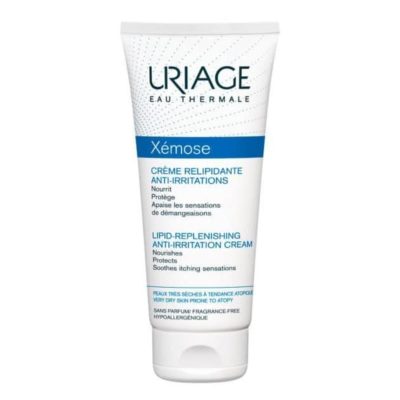 URIAGE
EAU THERMALE
Xémose
CRÈME RELIPIDANTE
ANTI-IRRITATIONS
Nourrit
Protège
Apaise les sensations
de démangeaisons
LIPID-REPLENISHING
ANTI-IRRITATION CREAM
Nourishes
Protects
Soothes itching sensations
PEAUX TRÈS SÈCHES À TENDANCE ATOPIQUE
VERY DRY SKIN PRONE TO ATOPY
SANS PARFUM/ FRAGRANCE-FREE
HYPOALLERGÉNIQUE